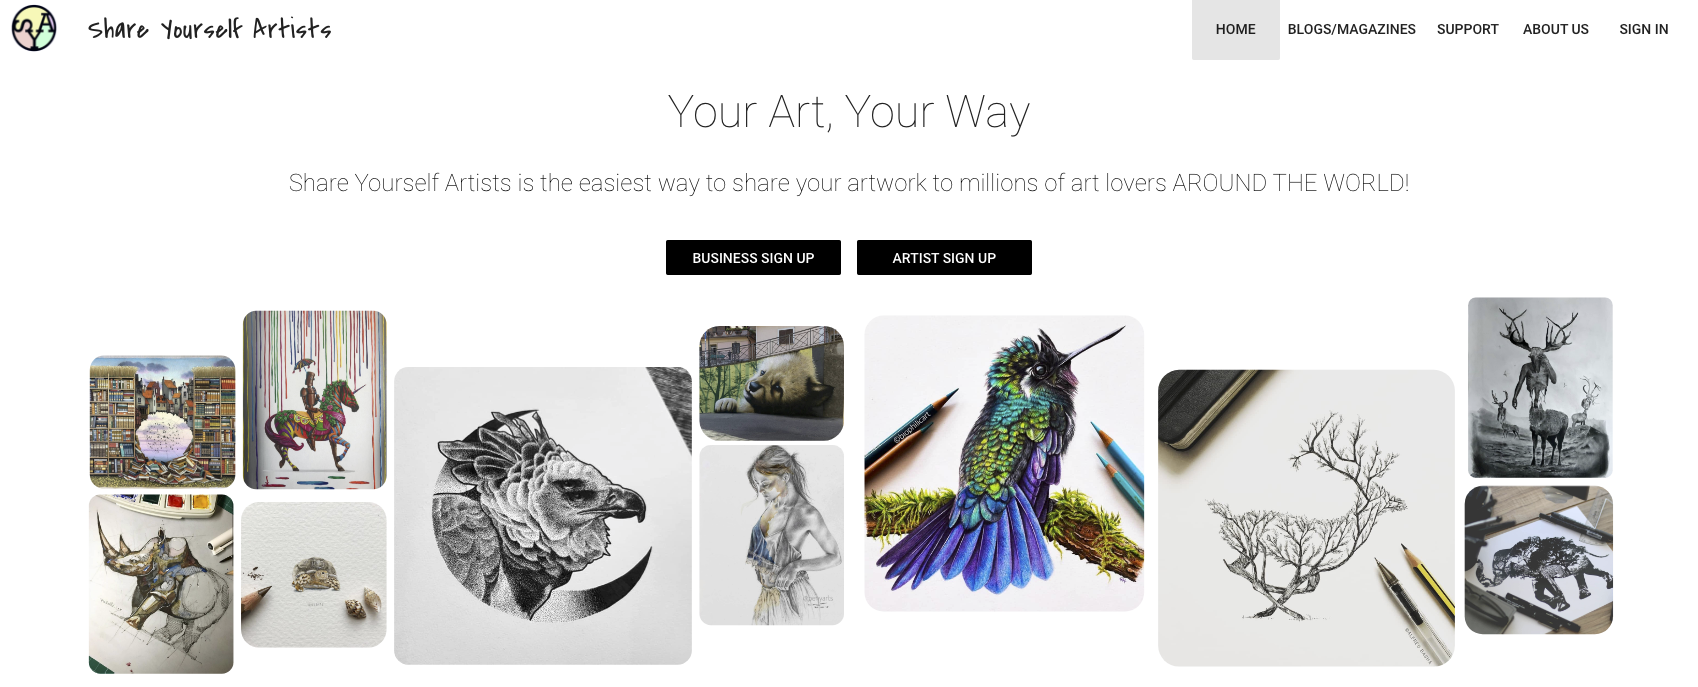 SYA
Share Yourself Artists
HOME BLOGS/MAGAZINES SUPPORT ABOUT US SIGN IN
Your Art, Your Way
Share Yourself Artists is the easiest way to share your artwork to millions of art lovers AROUND THE WORLD!
BUSINESS SIGN UP ARTIST SIGN UP
©biophilicart